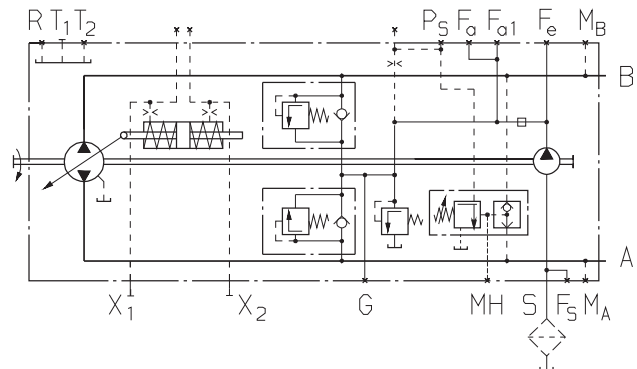 R T1 T2 PS Fa Fa1 Fe MB
B
A
X1 X2 G MH S FS MA